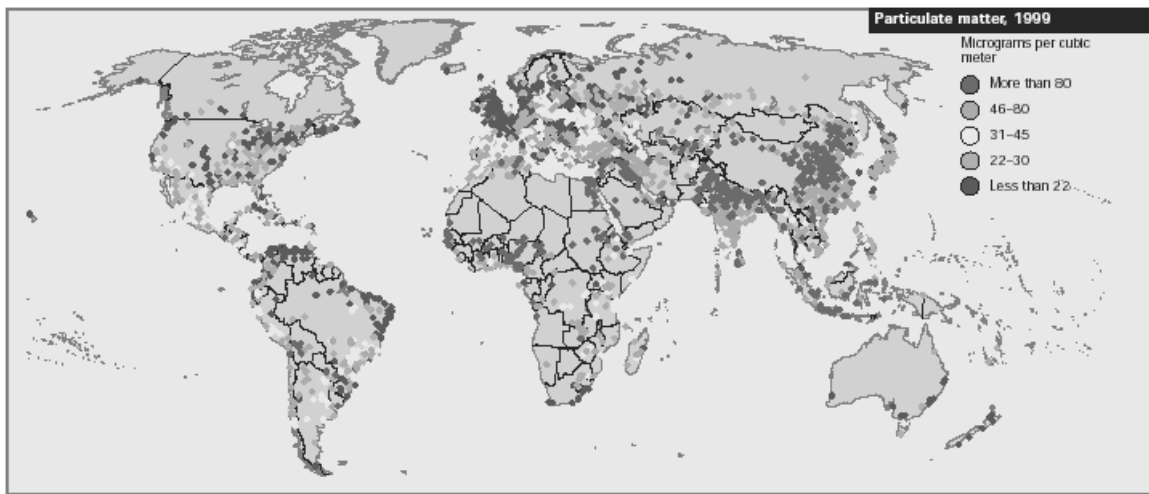 Particulate matter, 1999
Micrograms per cubic
meter
More than 80
46–80
31–45
22–30
Less than 22